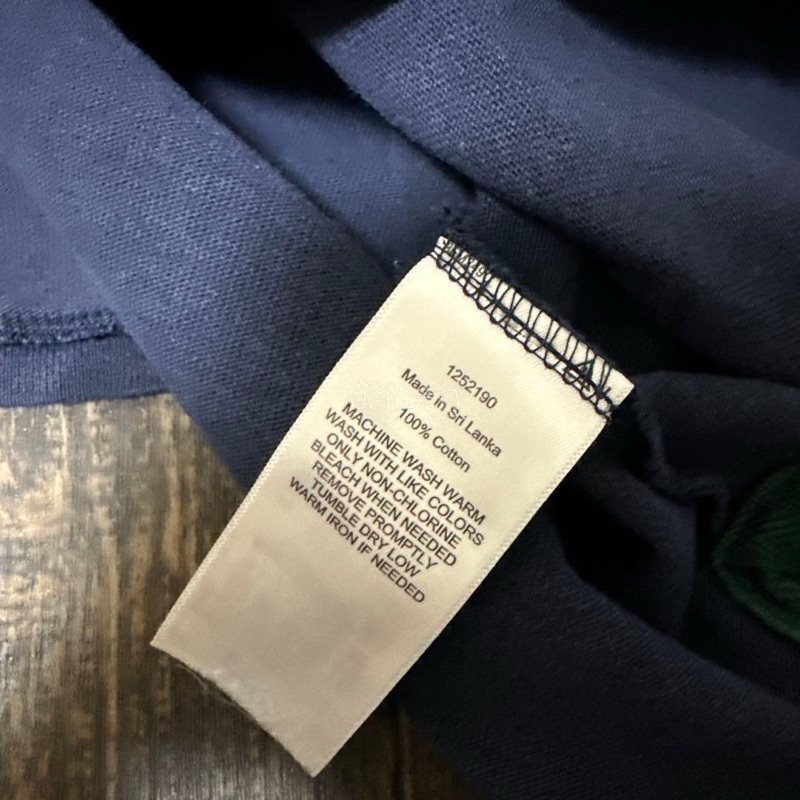 1252190
Made in Sri Lanka
100% Cotton
MACHINE WASH WARM
WASH WITH LIKE COLORS
ONLY NON-CHLORINE
BLEACH WHEN NEEDED
REMOVE PROMPTLY
TUMBLE DRY LOW
WARM IRON IF NEEDED